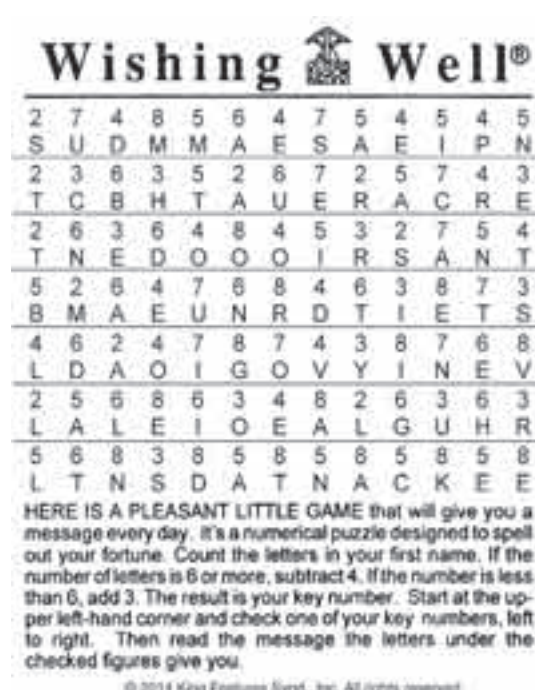 Wishing Well®
2 7 4 8 5 6 4 7 5 4 5 4 5
S U D M M A E S A E I P N
2 3 6 3 5 2 6 7 2 5 7 4 3
T C B H T A U E R A C R E
2 6 3 6 4 8 4 5 3 2 7 5 4
T N E D O O O I R S A N T
5 2 6 4 7 6 8 4 6 3 8 7 3
B M A E U N R D T I E T S
4 6 2 4 7 8 7 4 3 8 7 6 8
L D A O I G O V Y I N E V
2 5 6 8 6 3 4 8 2 6 3 6 3
L A L E I O E A L G U H R
5 6 8 3 8 5 8 5 8 5 8 5 8
L T N S D A T N A C K E E
HERE IS A PLEASANT LITTLE GAME that will give you a
message every day. It's a numerical puzzle designed to spell
out your fortune. Count the letters in your first name. If the
number of letters is 6 or more, subtract 4. If the number is less
than 6, add 3. The result is your key number. Start at the up-
per left-hand corner and check one of your key numbers, left
to right. Then read the message the letters under the
checked figures give you.
© 2014 King Features Synd., Inc. All rights reserved.